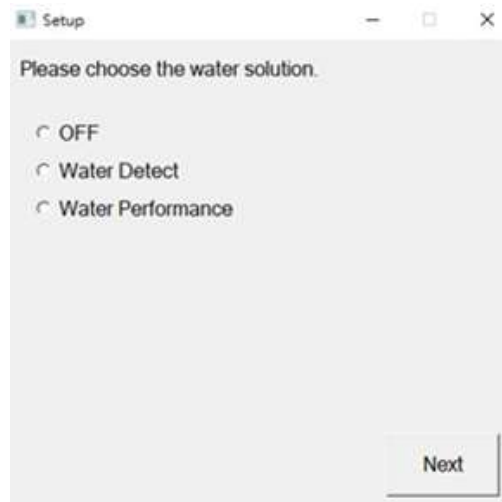 Setup
Please choose the water solution.
OFF
Water Detect
Water Performance
Next